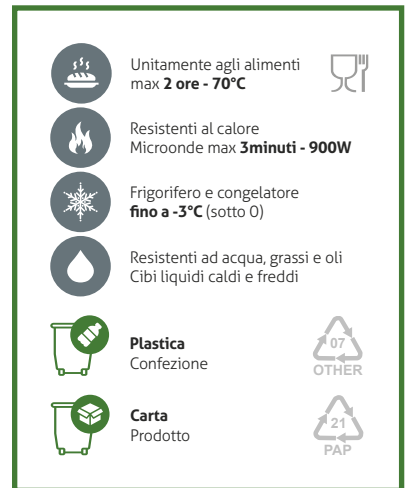 Unitamente agli alimenti
max 2 ore - 70°C
Resistenti al calore
Microonde max 3minuti - 900W
Frigorifero e congelatore
fino a -3°C (sotto 0)
Resistenti ad acqua, grassi e oli
Cibi liquidi caldi e freddi
Plastica
Confezione
07
OTHER
Carta
Prodotto
21
PAP